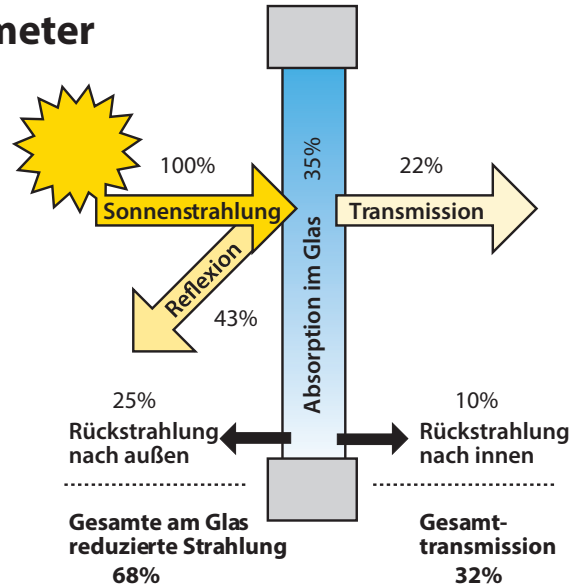 meter
100%
Sonnenstrahlung
Reflexion
43%
35%
Absorption im Glas
22%
Transmission
25%
Rückstrahlung
nach außen
10%
Rückstrahlung
nach innen
Gesamte am Glas
reduzierte Strahlung
68%
Gesamt-
transmission
32%